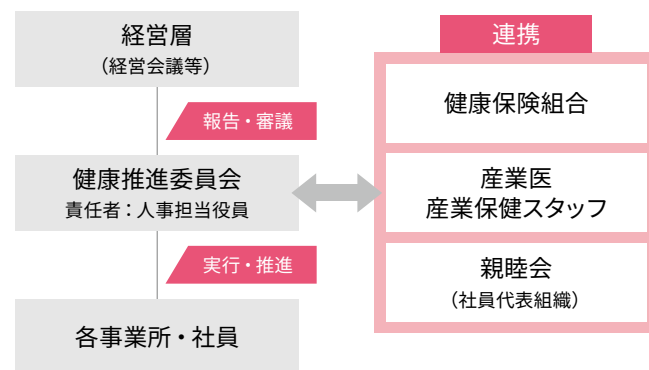 経営層
（経営会議等）
報告・審議
健康推進委員会
責任者：人事担当役員
実行・推進
各事業所・社員
連携
健康保険組合
産業医
産業保健スタッフ
親睦会
（社員代表組織）